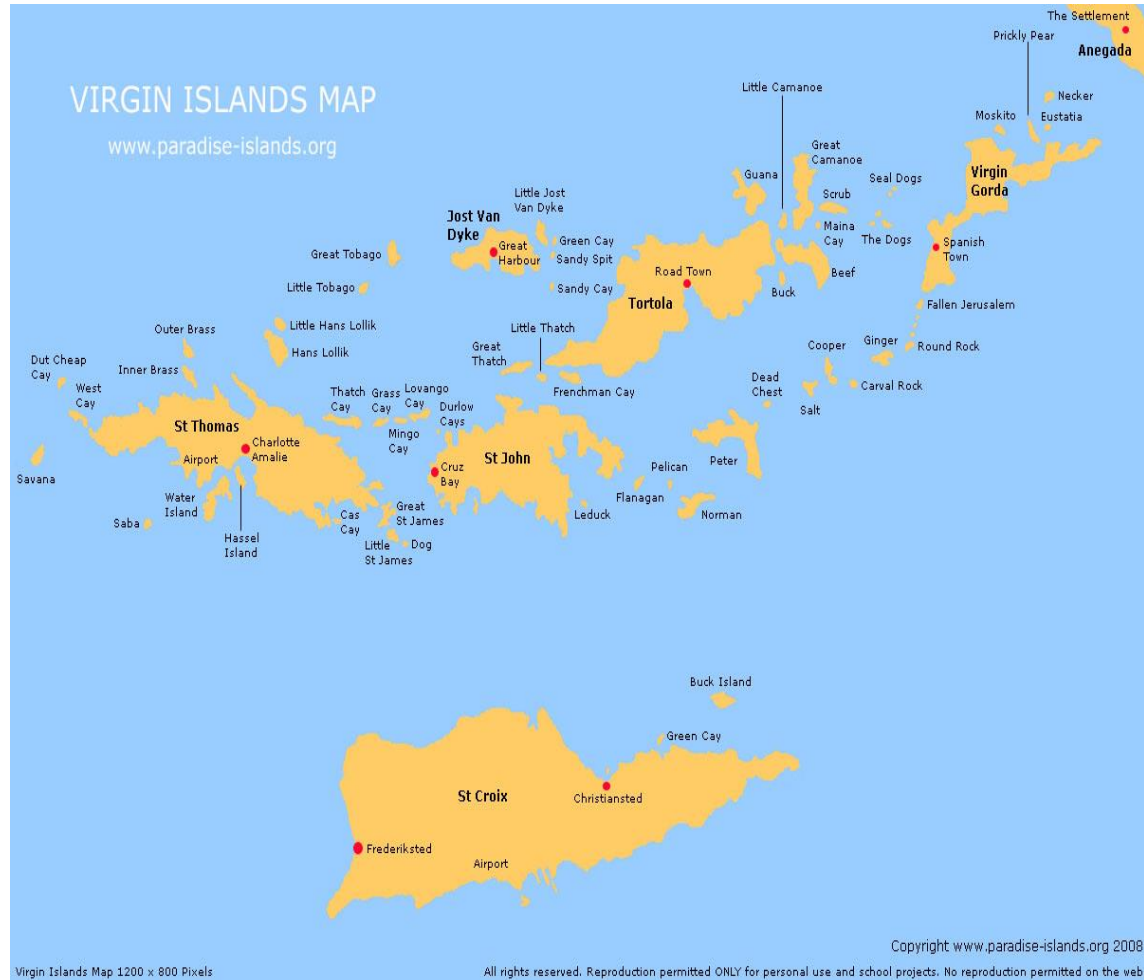 The Settlement
Prickly Pear
Anegada
VIRGIN ISLANDS MAP
www.paradise-islands.org
Little Camanoe
Necker
Moskito
Eustatia
Great
Camanoe
Virgin
Gorda
Guana
Seal Dogs
Little Jost
Van Dyke
Scrub
Jost Van
Dyke
Green Cay
Maina
Cay
The Dogs
Great
Harbour
Spanish
Town
Great Tobago
Sandy Spit
Beef
Road Town
Buck
Little Tobago
Sandy Cay
Tortola
Fallen Jerusalem
Little Hans Lollik
Outer Brass
Little Thatch
Hans Lollik
Great
Thatch
Cooper
Ginger
Round Rock
Dut Cheap
Cay
Inner Brass
West
Cay
Thatch
Cay
Grass
Cay
Lovango
Cay
Frenchman Cay
Dead
Chest
Salt
Carval Rock
Durlow
Cays
St Thomas
Mingo
Cay
Charlotte
Amalie
Airport
St John
Peter
Savana
Cruz
Bay
Pelican
Flanagan
Water
Island
Great
St James
Leduck
Norman
Saba
Cas
Cay
Hassel
Island
Little
St James
Dog
Buck Island
Green Cay
St Croix
Christiansted
Frederiksted
Airport
Copyright www.paradise-islands.org 2008
Virgin Islands Map 1200 x 800 Pixels
All rights reserved. Reproduction permitted ONLY for personal use and school projects. No reproduction permitted on the web